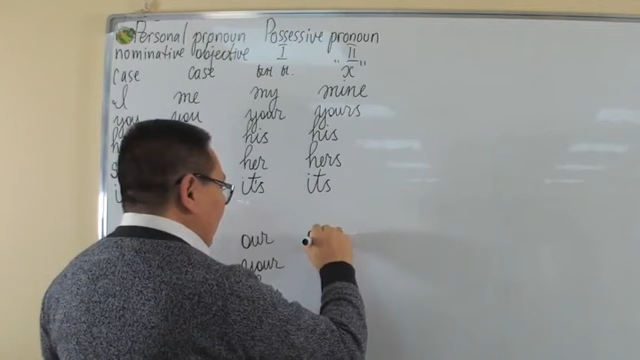 Personal pronoun Possessive pronoun
nominative objective I II
case case "x"
I me my mine
you you your yours
his his
her hers
its its
our
your